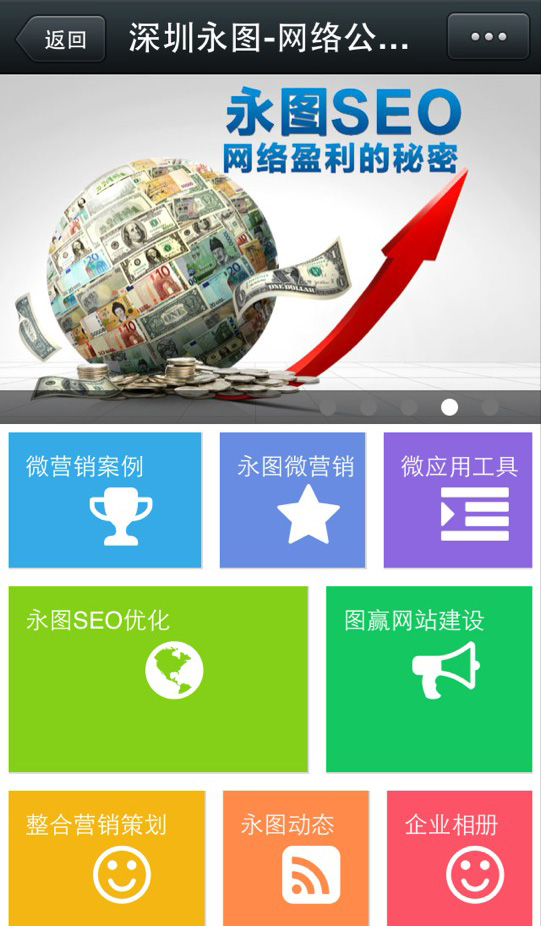 返回
深圳永图-网络公...
永图SEO
网络盈利的秘密
ONE DOLLAR
微营销案例
永图微营销
微应用工具
永图SEO优化
图赢网站建设
整合营销策划
永图动态
企业相册